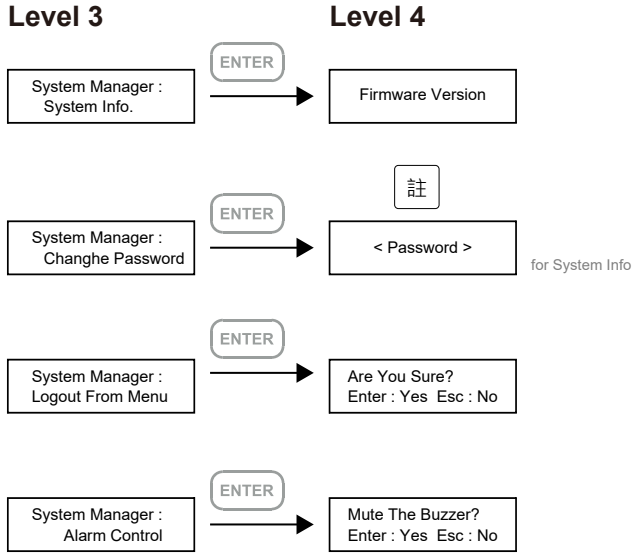 Level 3
Level 4
ENTER
System Manager :
System Info.
Firmware Version
註
ENTER
System Manager :
Changhe Password
< Password >
for System Info
ENTER
System Manager :
Logout From Menu
Are You Sure?
Enter : Yes Esc : No
ENTER
System Manager :
Alarm Control
Mute The Buzzer?
Enter : Yes Esc : No